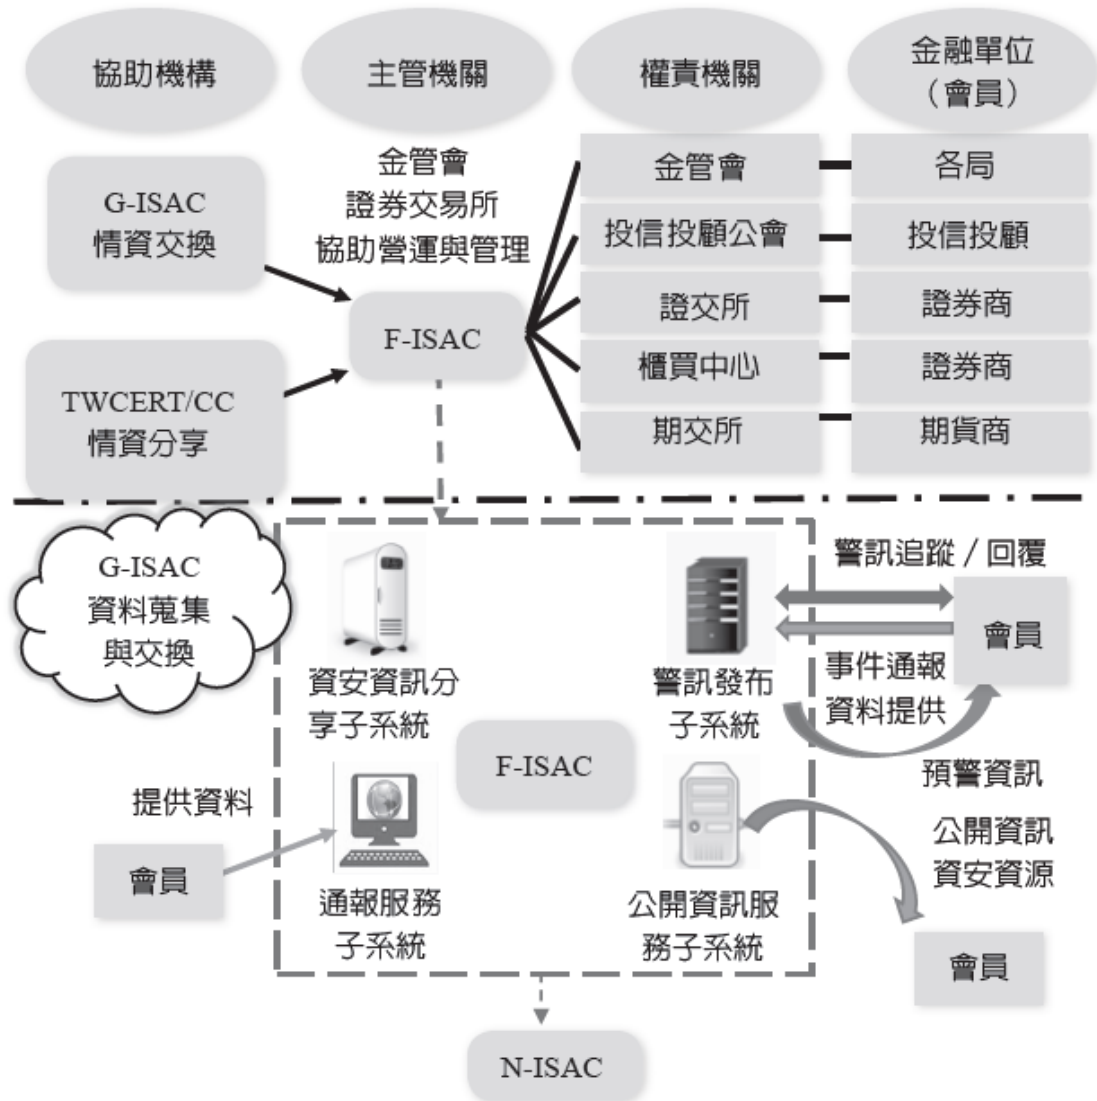 協助機構
主管機關
權責機關
金融單位
（會員）
G-ISAC
情資交換
TWCERT/CC
情資分享
金管會
證券交易所
協助營運與管理
F-ISAC
金管會
各局
投信投顧公會
投信投顧
證交所
證券商
櫃買中心
證券商
期交所
期貨商
G-ISAC
資料蒐集
與交換
資安資訊分
享子系統
警訊發布
子系統
警訊追蹤／回覆
會員
事件通報
資料提供
預警資訊
F-ISAC
提供資料
會員
通報服務
子系統
公開資訊服
務子系統
公開資訊
資安資源
會員
N-ISAC